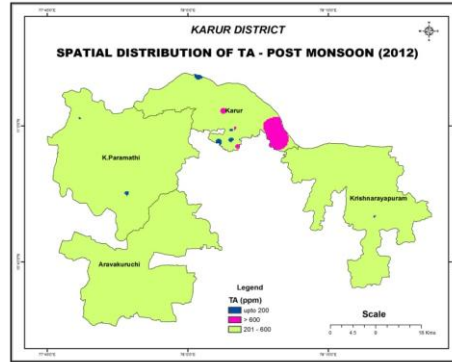 KARUR DISTRICT
SPATIAL DISTRIBUTION OF TA - POST MONSOON (2012)
Karur
K.Paramathi
Krishnarayapuram
Aravakuruchi
Legend
TA (ppm)
upto 200
> 600
201 - 600
Scale